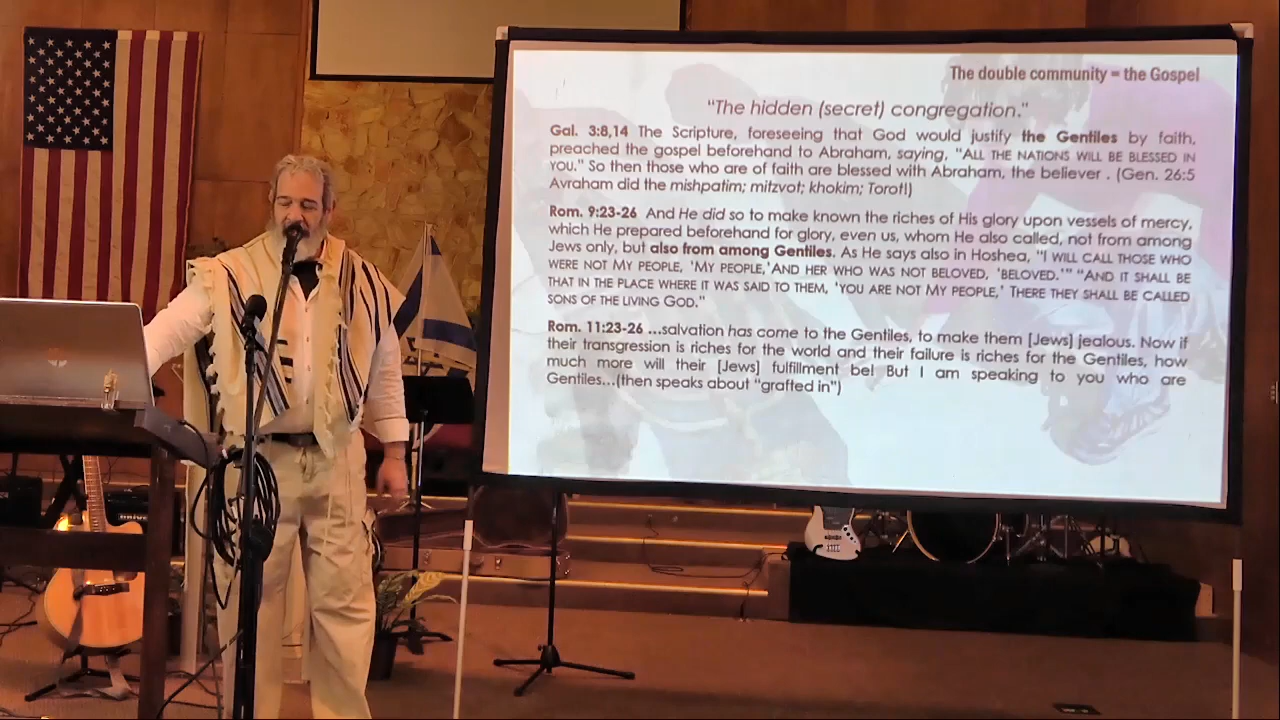 The double community = the Gospel
"The hidden (secret) congregation."
Gal. 3:8,14 The Scripture, foreseeing that God would justify the Gentiles by faith,
preached the gospel beforehand to Abraham, saying, "ALL THE NATIONS WILL BE BLESSED IN
YOU." So then those who are of faith are blessed with Abraham, the believer . (Gen. 26:5
Avraham did the mishpatim; mitzvot; khokim; Torot!)
Rom. 9:23-26 And He did so to make known the riches of His glory upon vessels of mercy,
which He prepared beforehand for glory, even us, whom He also called, not from among
Jews only, but also from among Gentiles. As He says also in Hoshea, "I WILL CALL THOSE WHO
WERE NOT MY PEOPLE, 'MY PEOPLE,'AND HER WHO WAS NOT BELOVED, 'BELOVED.'" "AND IT SHALL BE
THAT IN THE PLACE WHERE IT WAS SAID TO THEM, 'YOU ARE NOT MY PEOPLE,' THERE THEY SHALL BE CALLED
SONS OF THE LIVING GOD."
Rom. 11:23-26 ...salvation has come to the Gentiles, to make them [Jews] jealous. Now if
their transgression is riches for the world and their failure is riches for the Gentiles, how
much more will their [Jews] fulfillment be! But I am speaking to you who are
Gentiles...(then speaks about "grafted in")